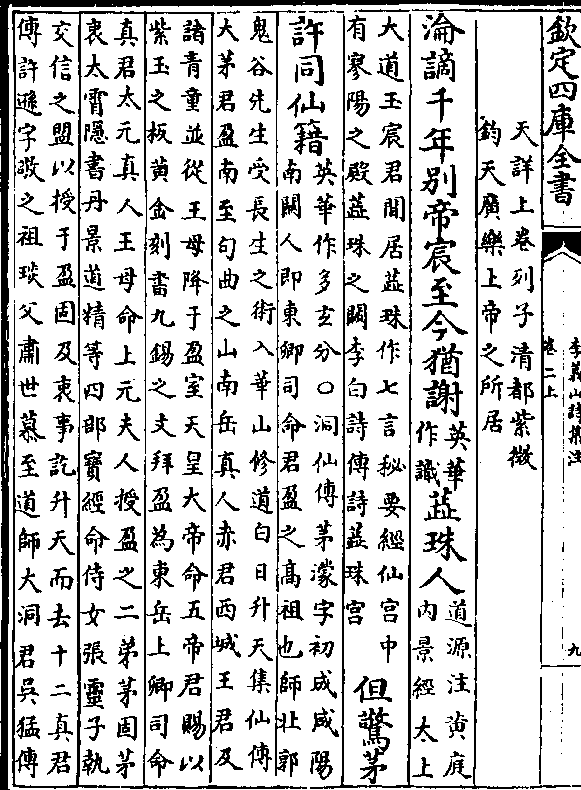 欽定四庫全書
李義山詩集注
卷二上
九
天詳上卷列子清都紫微
鈞天廣樂上帝之所居
淪謫千年别帝宸至今猶謝英華作識蕋珠人道源注黄庭内景經太上
大道玉宸君閒居蕋珠作七言秘要經仙宫中
有寥陽之殿蕋珠之闕李白詩傳詩蕋珠宫
但驚茅
許同仙籍英華作多玄分○洞仙傳茅濛字初成咸陽
南關人即東卿司命君盈之髙祖也師北郭
鬼谷先生受長生之術入華山修道白日升天集仙傳
大茅君盈南至句曲之山南岳真人赤君西城王君及
諸青童並從王母降于盈室天皇大帝命五帝君賜以
紫玉之板黄金刻書九錫之文拜盈為東岳上卿司命
真君太元真人王母命上元夫人授盈之二弟茅固茅
衷太霄隠書丹景道精等四部寳經命侍女張靈子執
交信之盟以授于盈固及衷事訖升天而去十二真君
傳許遜字敬之祖琰父肅世慕至道師大洞君吳猛傳